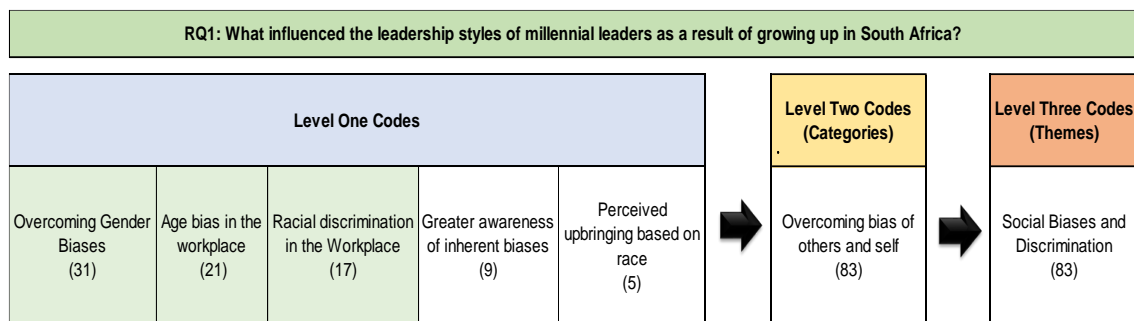 RQ1: What influenced the leadership styles of millennial leaders as a result of growing up in South Africa?
Level One Codes
Level Two Codes
(Categories)
.
Level Three Codes
(Themes)
Overcoming Gender
Biases
(31)
Age bias in the
workplace
(21)
Racial discrimination
in the Workplace
(17)
Greater awareness
of inherent biases
(9)
Perceived
upbringing based on
race
(5)
Overcoming bias of
others and self
(83)
Social Biases and
Discrimination
(83)